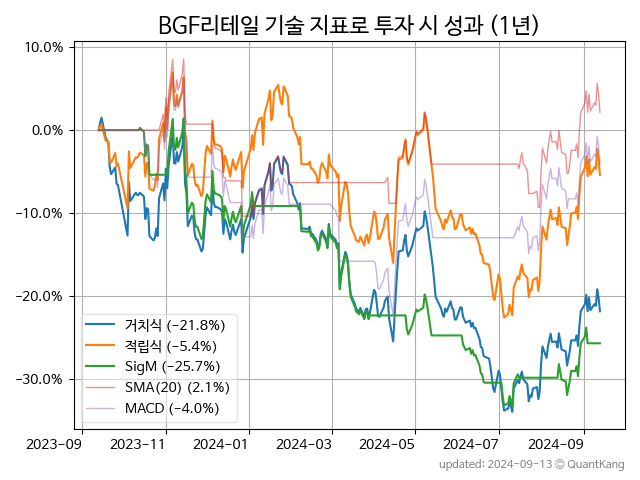 BGF리테일 기술 지표로 투자 시 성과 (1년)
10.0%
0.0%
−10.0%
−20.0%
−30.0%
거치식 (−21.8%)
적립식 (−5.4%)
SigM (−25.7%)
SMA(20) (2.1%)
MACD (−4.0%)
2023-09 2023-11 2024-01 2024-03 2024-05 2024-07 2024-09
updated: 2024-09-13 ⓒ QuantKang